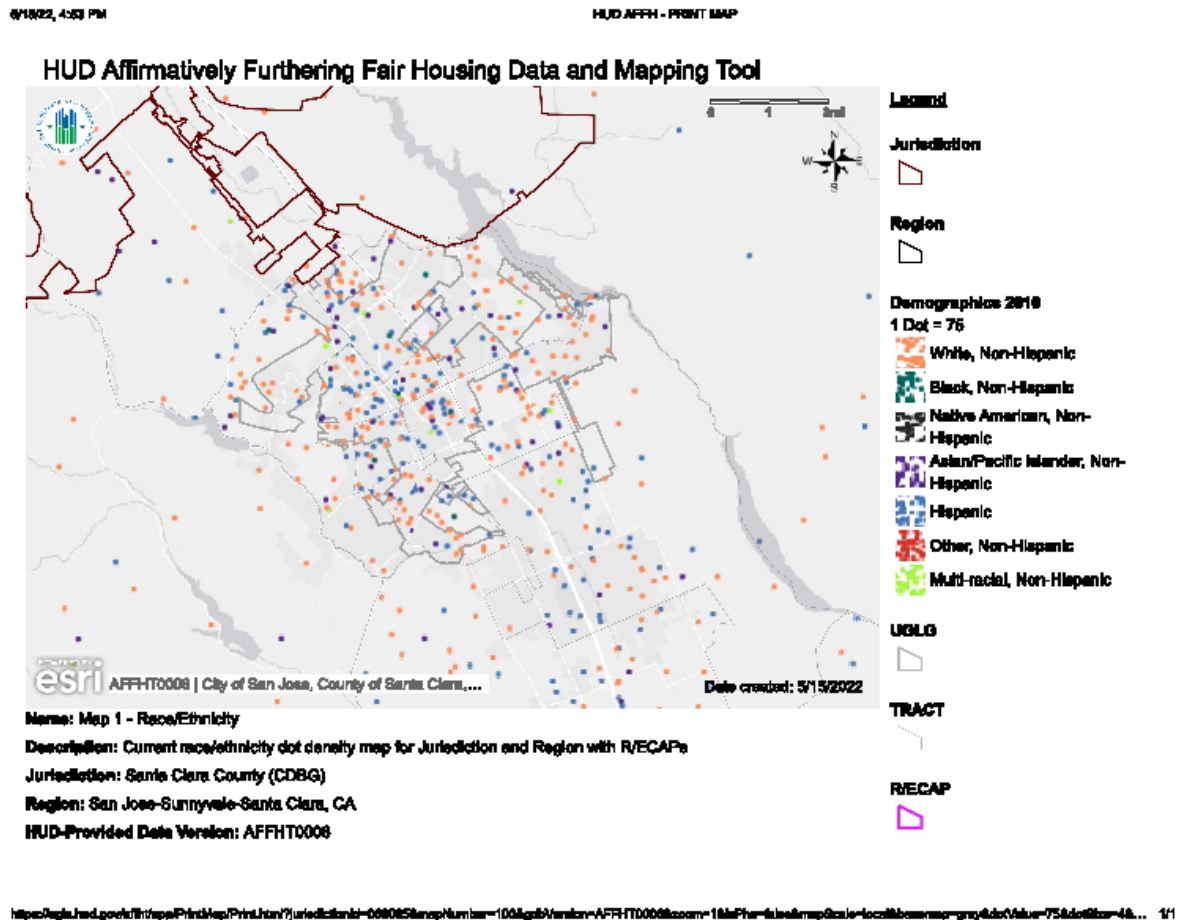 HUD AFFH - PRINT MAP
HUD Affirmatively Furthering Fair Housing Data and Mapping Tool
0 1 2mi
N
W E
S
Legend
Jurisdiction
Region
Demographics 2010
1 Dot = 75
White, Non-Hispanic
Black, Non-Hispanic
Native American, Non-
Hispanic
Asian/Pacific Islander, Non-
Hispanic
Hispanic
Other, Non-Hispanic
Multi-racial, Non-Hispanic
UGLG
TRACT
R/ECAP
POWERED BY
esri
AFFHT0006 | City of San Jose, County of Santa Clara,...
Date created: 5/15/2022
Name: Map 1 - Race/Ethnicity
Description: Current race/ethnicity dot density map for Jurisdiction and Region with R/ECAPs
Jurisdiction: Santa Clara County (CDBG)
Region: San Jose-Sunnyvale-Santa Clara, CA
HUD-Provided Data Version: AFFHT0006
1/1